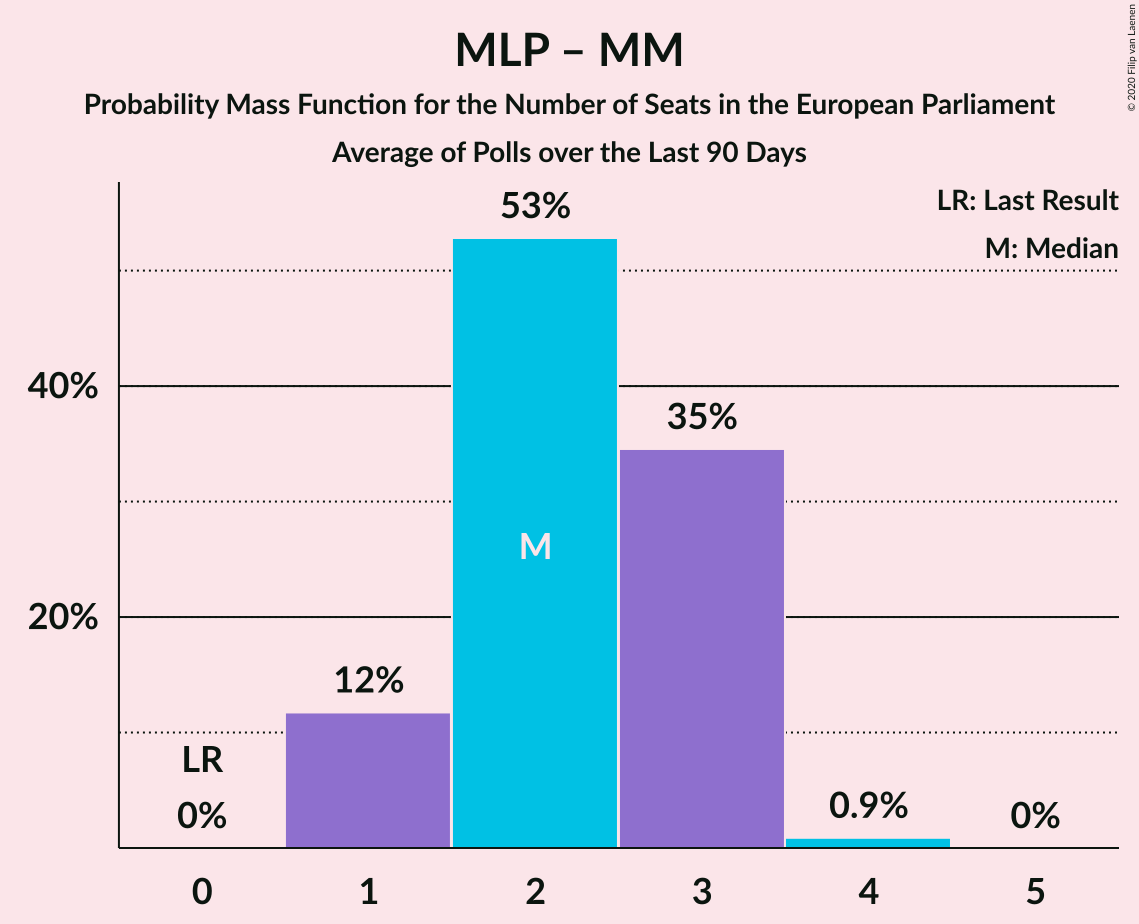 MLP – MM
Probability Mass Function for the Number of Seats in the European Parliament
Average of Polls over the Last 90 Days
© 2020 Filip van Laenen
LR: Last Result
M: Median
53%
40%
35%
M
20%
12%
LR
0%
0.9%
0%
0 1 2 3 4 5